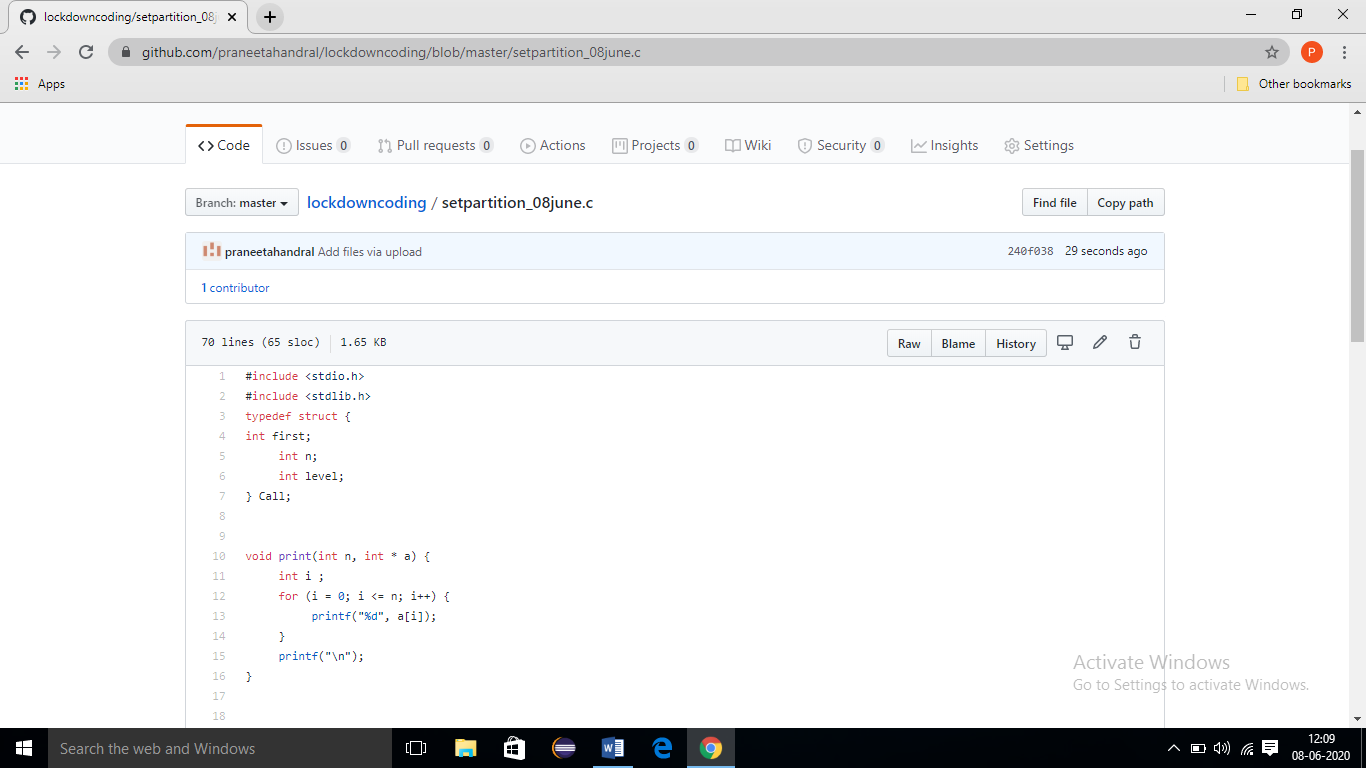 lockdowncoding/setpartition_08j
github.com/praneetahandral/lockdowncoding/blob/master/setpartition_08june.c
P
Apps
Other bookmarks
Code Issues 0 Pull requests 0 Actions Projects 0 Wiki Security 0 Insights Settings
Branch: master lockdowncoding / setpartition_08june.c Find file Copy path
praneetahandral Add files via upload 240f038 29 seconds ago
1 contributor
70 lines (65 sloc) 1.65 KB Raw Blame History
1 #include <stdio.h>
2 #include <stdlib.h>
3 typedef struct {
4 int first;
5 int n;
6 int level;
7 } Call;
8
9
10 void print(int n, int * a) {
11 int i ;
12 for (i = 0; i <= n; i++) {
13 printf("%d", a[i]);
14 }
15 printf("\n");
16 }
17
18
Activate Windows
Go to Settings to activate Windows.
Search the web and Windows
12:09
08-06-2020